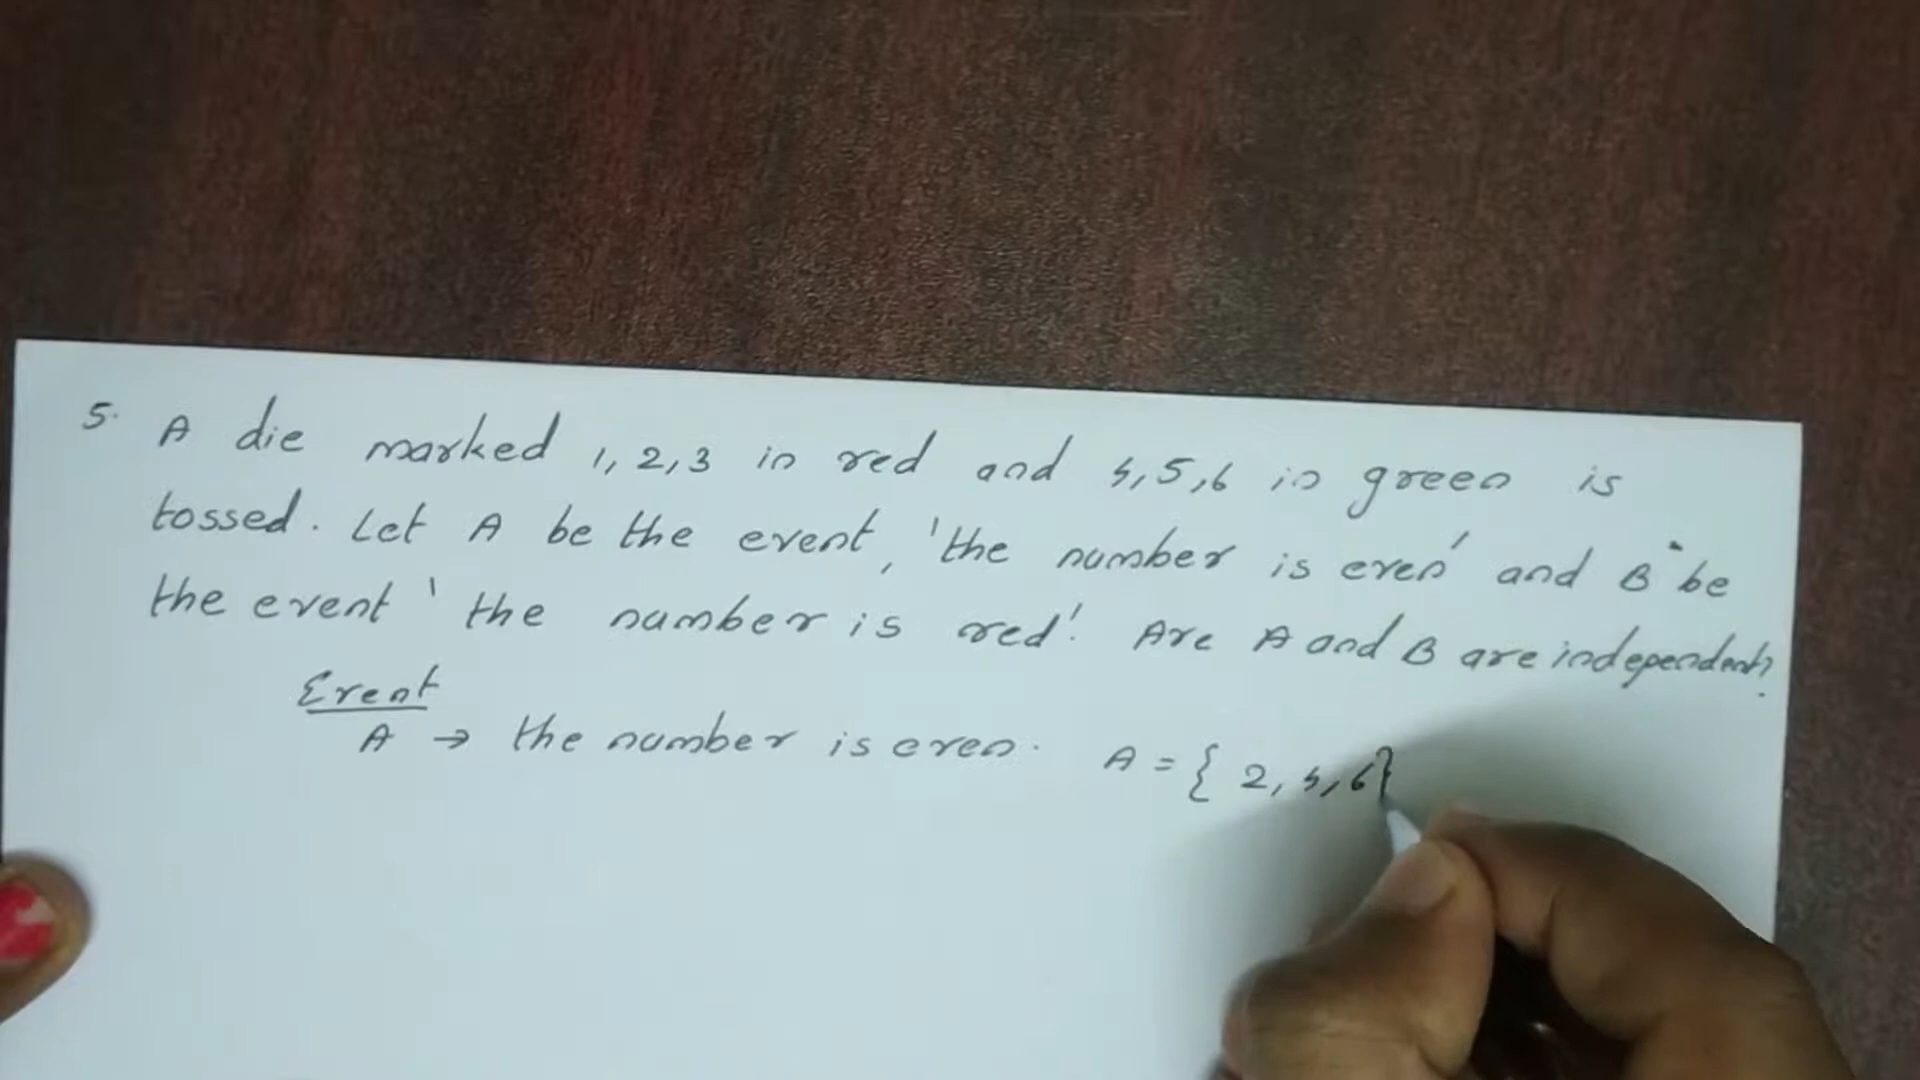 5. A die marked 1, 2, 3 in red and 4, 5, 6 in green is
tossed. Let A be the event, 'the number is even' and B be
the event 'the number is red'. Are A and B are independent?
Event
A → the number is even. A = { 2, 4, 6}